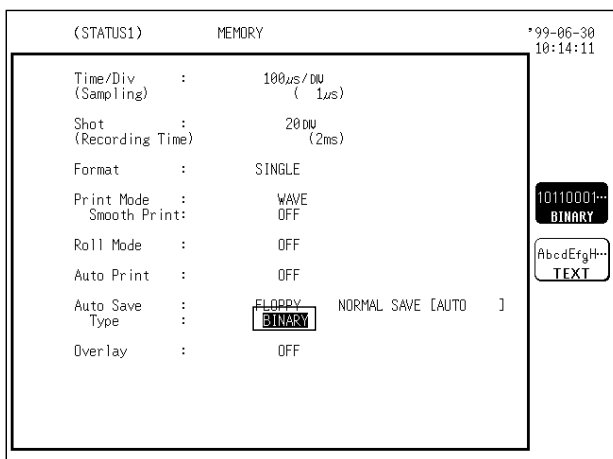 (STATUS1) MEMORY '99-06-30
10:14:11
Time/Div : 100µs/DIV
(Sampling) ( 1µs)
Shot : 20DIV
(Recording Time) (2ms)
Format : SINGLE
Print Mode : WAVE
Smooth Print: OFF
Roll Mode : OFF
Auto Print : OFF
Auto Save : FLOPPY NORMAL SAVE [AUTO ]
Type : BINARY
Overlay : OFF
10110001…
BINARY
AbcdEfgH…
TEXT